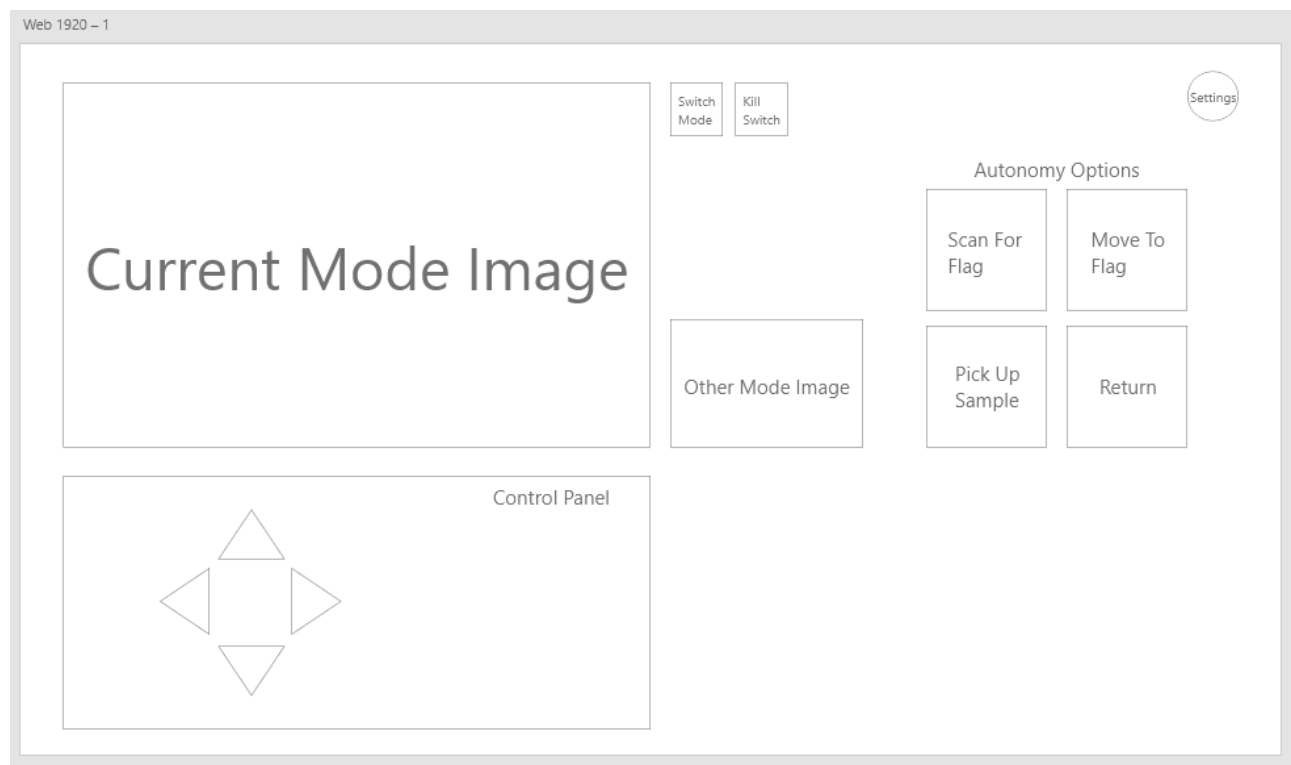 Web 1920 – 1
Switch
Mode
Kill
Switch
Settings
Current Mode Image
Other Mode Image
Autonomy Options
Scan For
Flag
Move To
Flag
Pick Up
Sample
Return
Control Panel